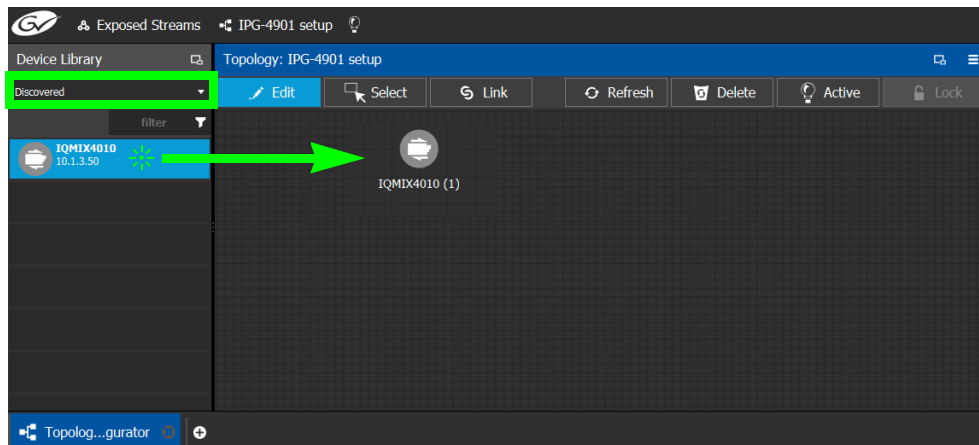 GV Exposed Streams IPG-4901 setup
Device Library
Topology: IPG-4901 setup
Discovered
Edit Select Link Refresh Delete Active Lock
filter
IQMIX4010
10.1.3.50
IQMIX4010 (1)
Topolog...gurator